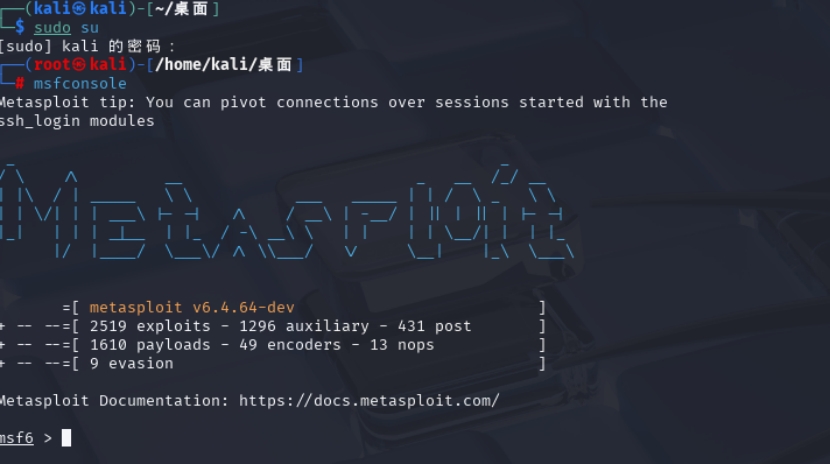 ┌──(kali㉿kali)-[~/桌面]
└─$ sudo su
[sudo] kali 的密码：
┌──(root㉿kali)-[/home/kali/桌面]
└─# msfconsole
Metasploit tip: You can pivot connections over sessions started with the
ssh_login modules
Metasploit
=[ metasploit v6.4.64-dev ]
+ -- --=[ 2519 exploits - 1296 auxiliary - 431 post ]
+ -- --=[ 1610 payloads - 49 encoders - 13 nops ]
+ -- --=[ 9 evasion ]
Metasploit Documentation: https://docs.metasploit.com/
msf6 >